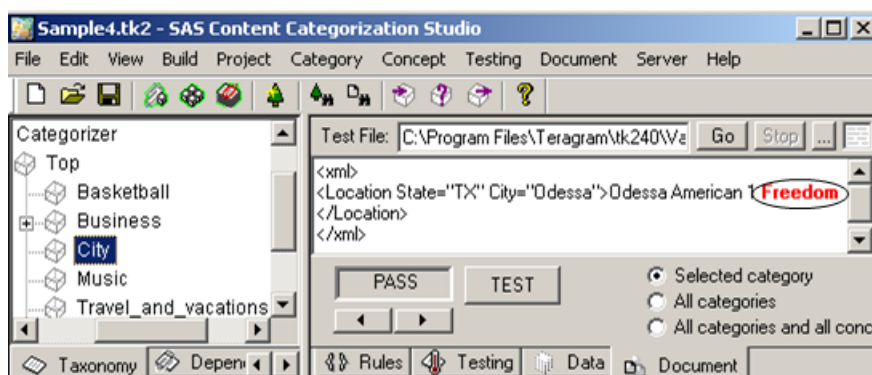 Sample4.tk2 - SAS Content Categorization Studio
File Edit View Build Project Category Concept Testing Document Server Help
Categorizer
Top
Basketball
Business
City
Music
Travel_and_vacations
Taxonomy
Test File: C:\Program Files\Teragram\tk240\Va Go Stop ...
<xml>
<Location State="TX" City="Odessa">Odessa American 1 Freedom
</Location>
</xml>
PASS TEST
Selected category
All categories
All categories and all conc
Rules Testing Data Document